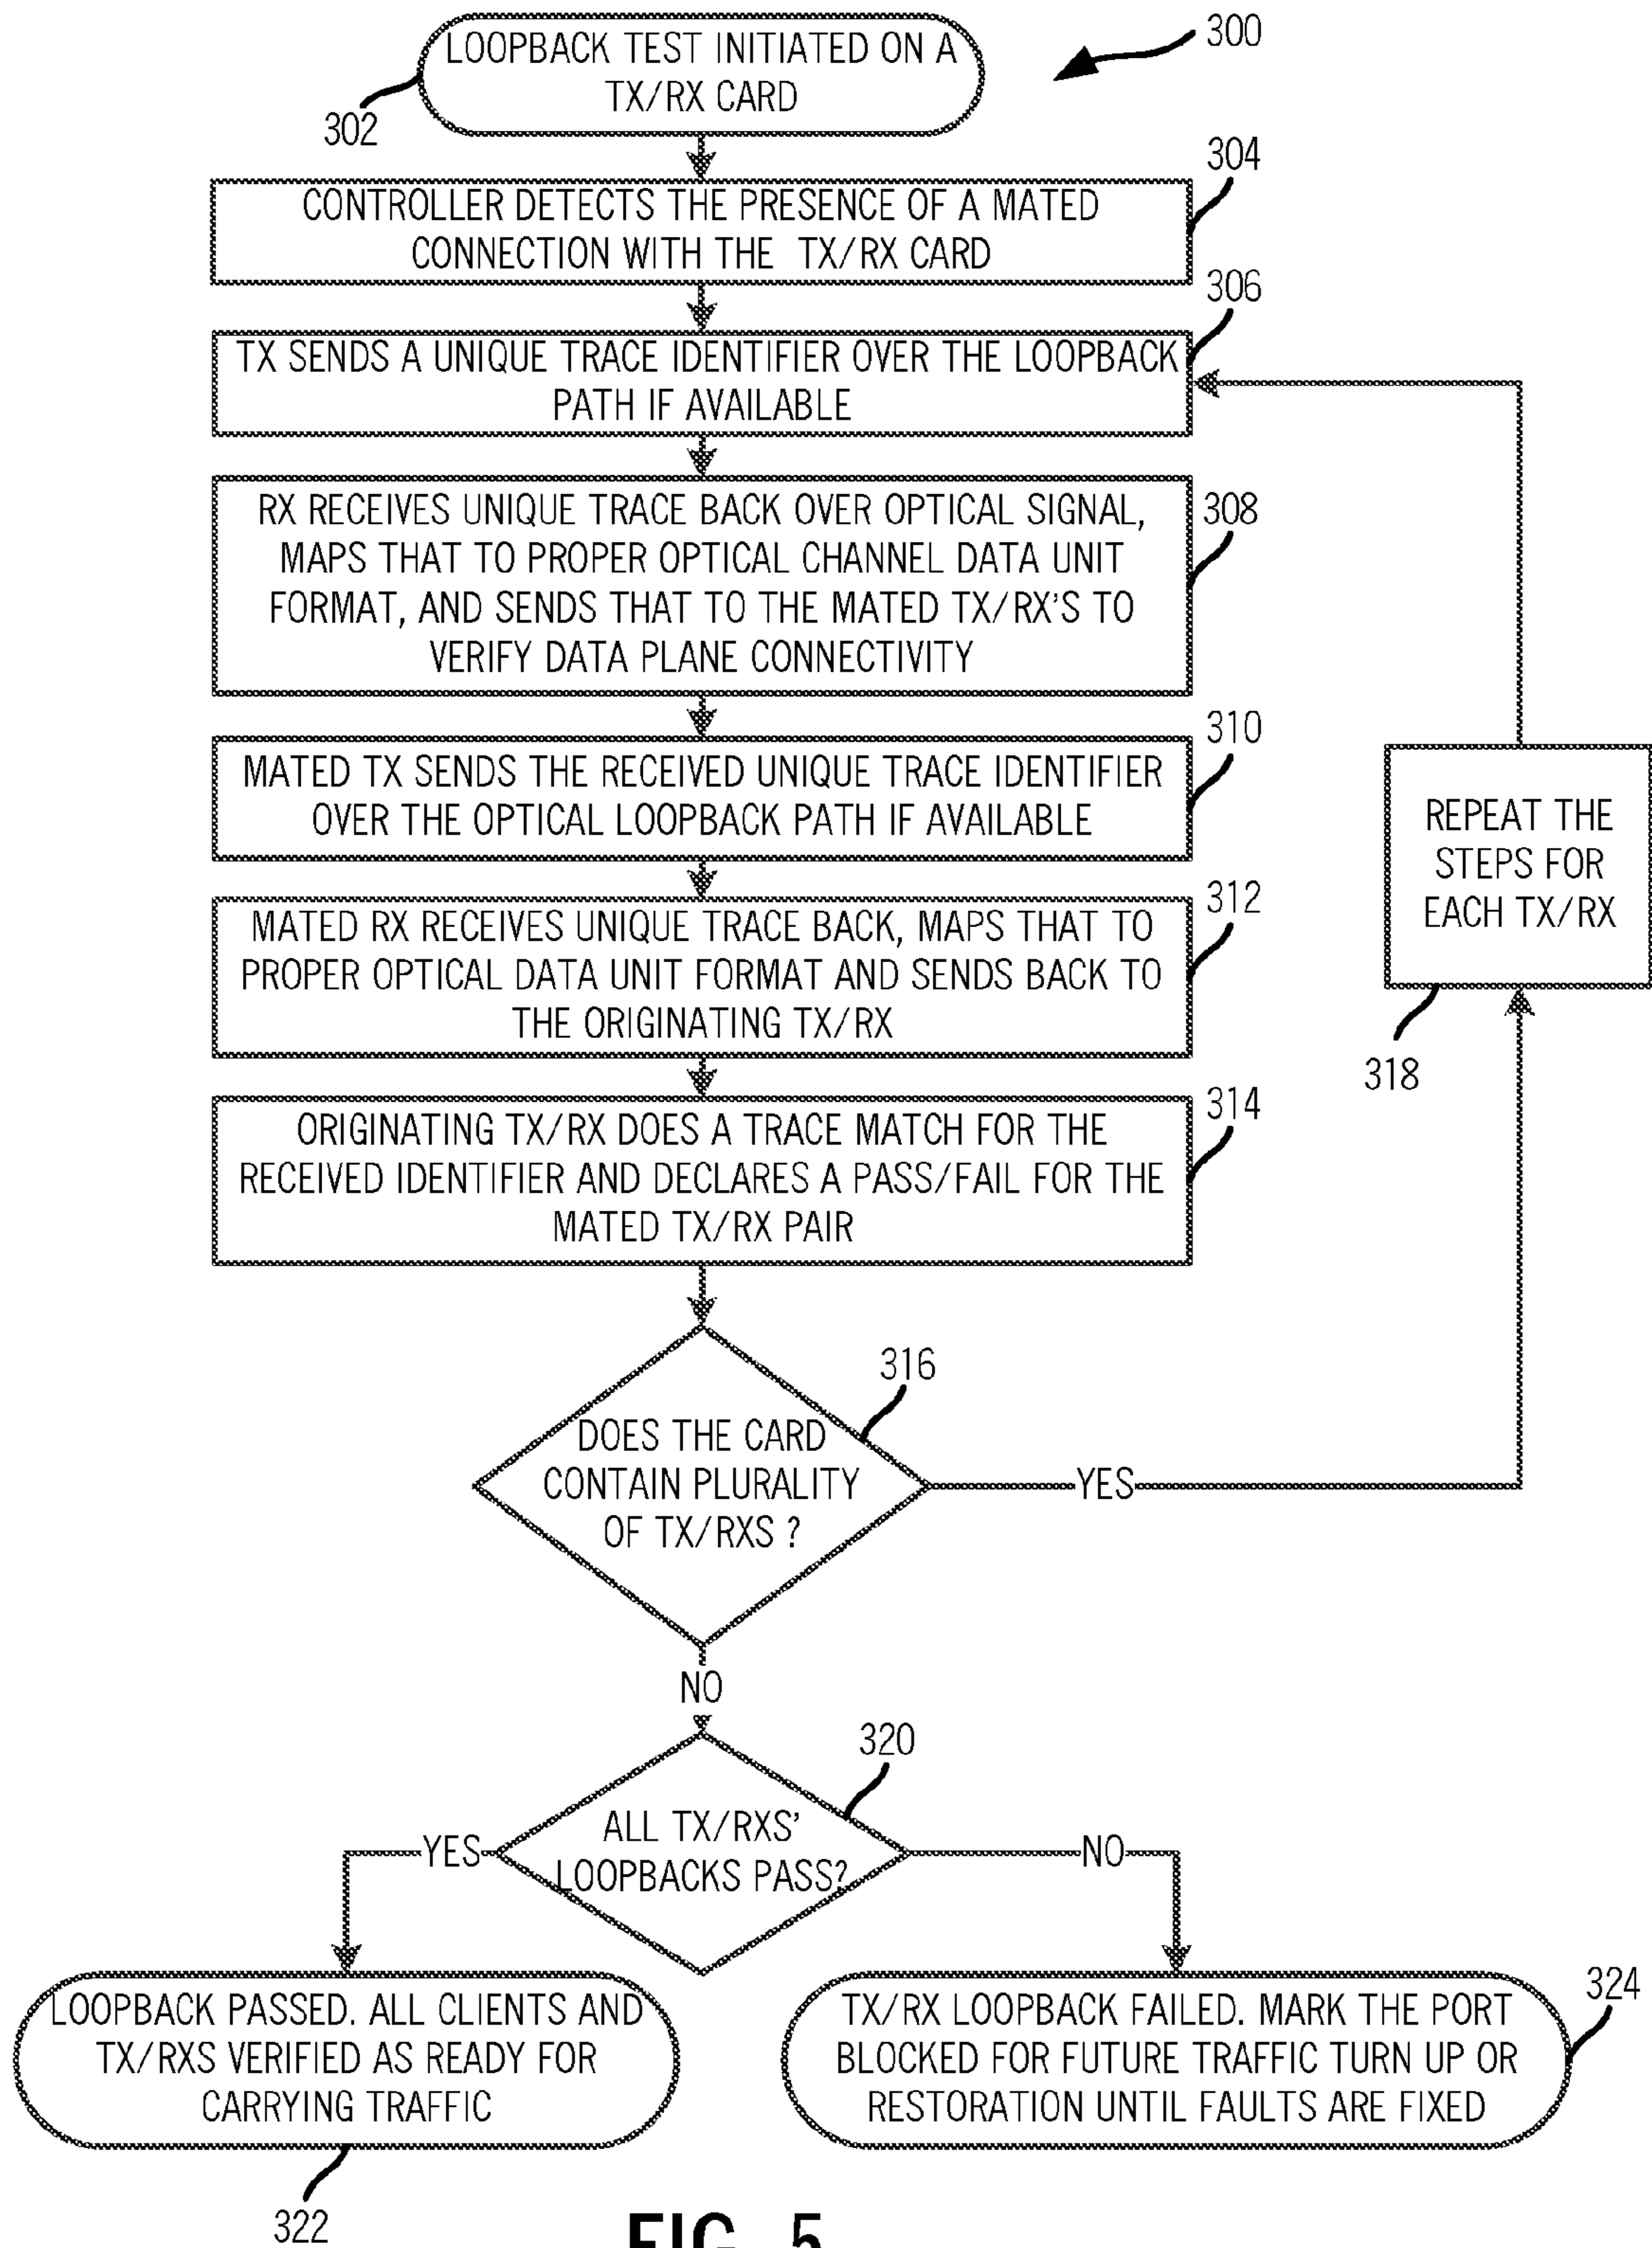 300
LOOPBACK TEST INITIATED ON A
TX/RX CARD
302
304
CONTROLLER DETECTS THE PRESENCE OF A MATED
CONNECTION WITH THE TX/RX CARD
306
TX SENDS A UNIQUE TRACE IDENTIFIER OVER THE LOOPBACK
PATH IF AVAILABLE
308
RX RECEIVES UNIQUE TRACE BACK OVER OPTICAL SIGNAL,
MAPS THAT TO PROPER OPTICAL CHANNEL DATA UNIT
FORMAT, AND SENDS THAT TO THE MATED TX/RX'S TO
VERIFY DATA PLANE CONNECTIVITY
310
MATED TX SENDS THE RECEIVED UNIQUE TRACE IDENTIFIER
OVER THE OPTICAL LOOPBACK PATH IF AVAILABLE
312
MATED RX RECEIVES UNIQUE TRACE BACK, MAPS THAT TO
PROPER OPTICAL DATA UNIT FORMAT AND SENDS BACK TO
THE ORIGINATING TX/RX
REPEAT THE
STEPS FOR
EACH TX/RX
318
314
ORIGINATING TX/RX DOES A TRACE MATCH FOR THE
RECEIVED IDENTIFIER AND DECLARES A PASS/FAIL FOR THE
MATED TX/RX PAIR
316
DOES THE CARD
CONTAIN PLURALITY
OF TX/RXS ?
YES
NO
320
ALL TX/RXS'
LOOPBACKS PASS?
YES
NO
LOOPBACK PASSED. ALL CLIENTS AND
TX/RXS VERIFIED AS READY FOR
CARRYING TRAFFIC
322
324
TX/RX LOOPBACK FAILED. MARK THE PORT
BLOCKED FOR FUTURE TRAFFIC TURN UP OR
RESTORATION UNTIL FAULTS ARE FIXED
FIG. 5